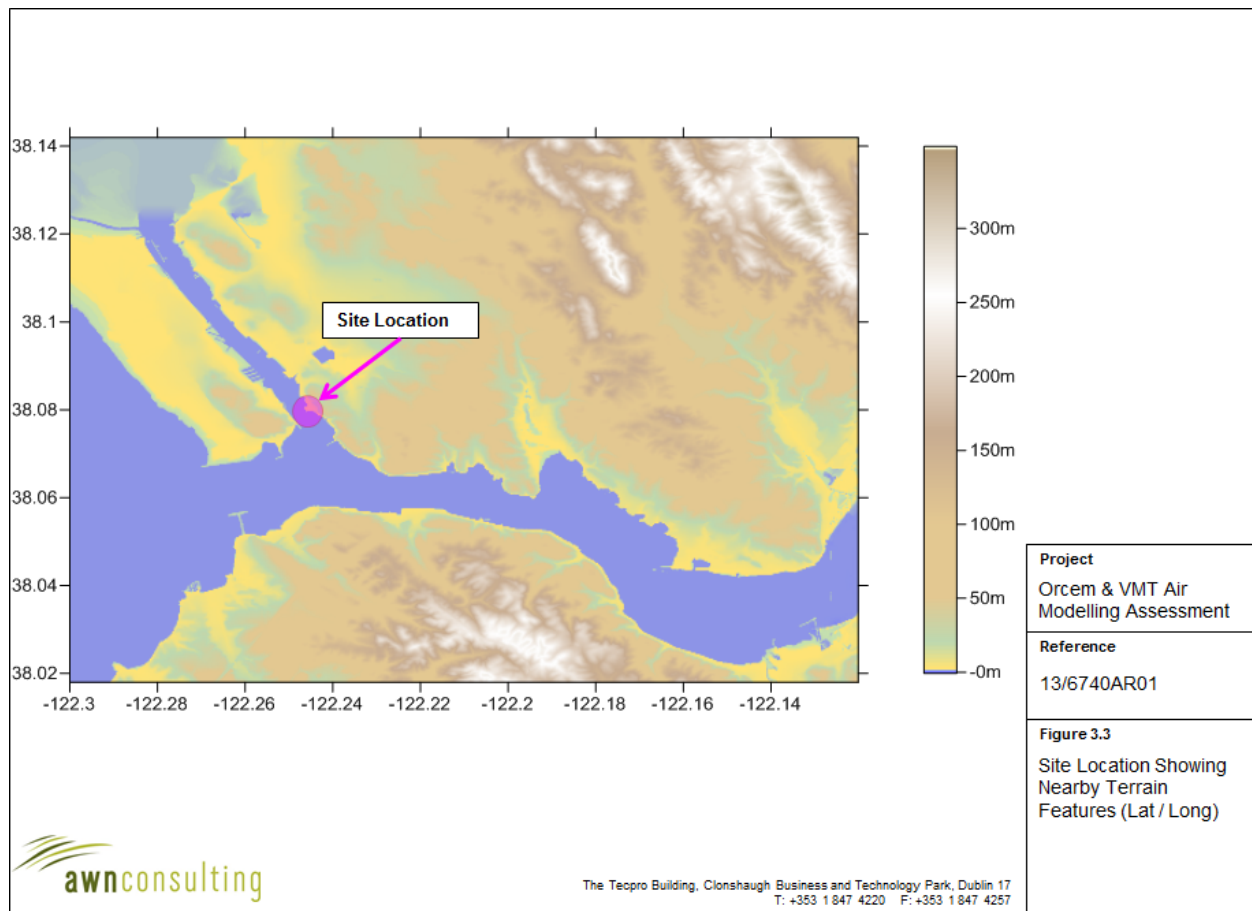 38.14
38.12
38.1
38.08
38.06
38.04
38.02
-122.3
-122.28
-122.26
-122.24
-122.22
-122.2
-122.18
-122.16
-122.14
Site Location
300m
250m
200m
150m
100m
50m
-0m
Project
Orcem & VMT Air
Modelling Assessment
Reference
13/6740AR01
Figure 3.3
Site Location Showing
Nearby Terrain
Features (Lat / Long)
awnconsulting
The Tecpro Building, Clonshaugh Business and Technology Park, Dublin 17
T: +353 1 847 4220 F: +353 1 847 4257